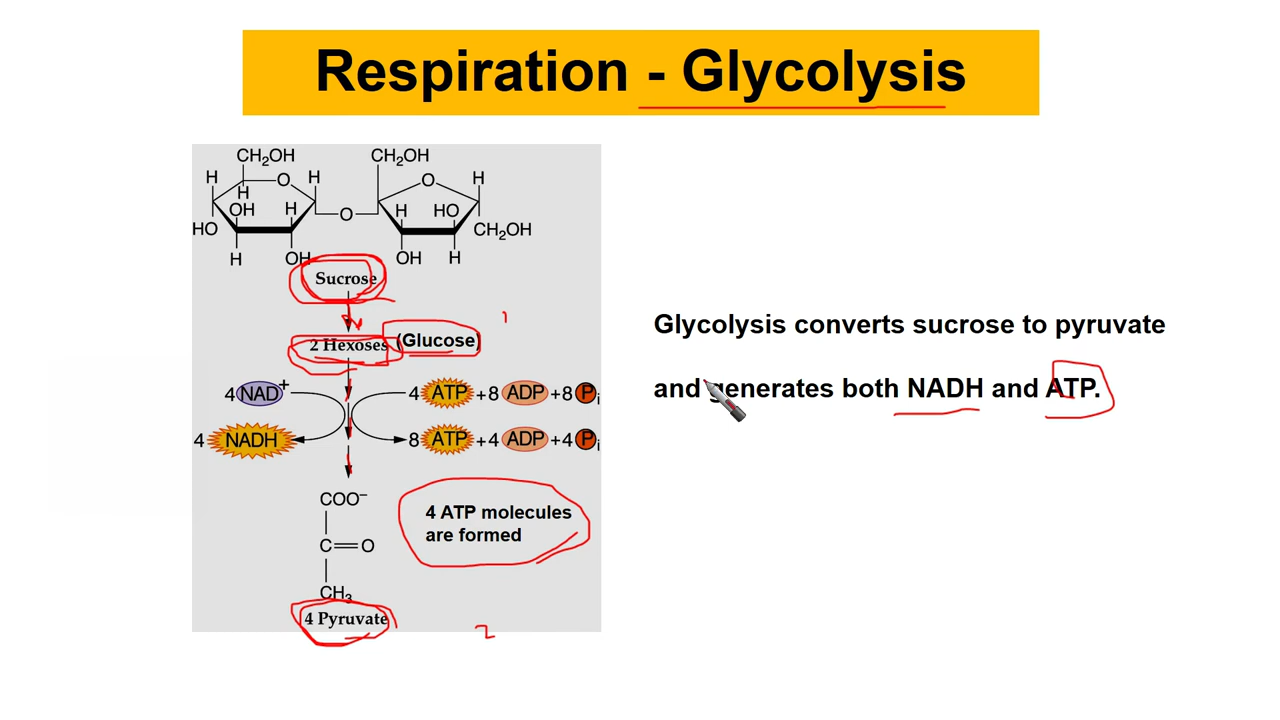 Respiration - Glycolysis
CH₂OH CH₂OH
H O H O H
H
OH H H HO
HO O CH₂OH
H OH OH H
Sucrose
2 Hexoses (Glucose)
4 NAD+ 4 ATP +8 ADP +8 Pi
4 NADH 8 ATP +4 ADP +4 Pi
COO−
4 ATP molecules
are formed
C=O
CH₃
4 Pyruvate
1
2
Glycolysis converts sucrose to pyruvate
and generates both NADH and ATP.